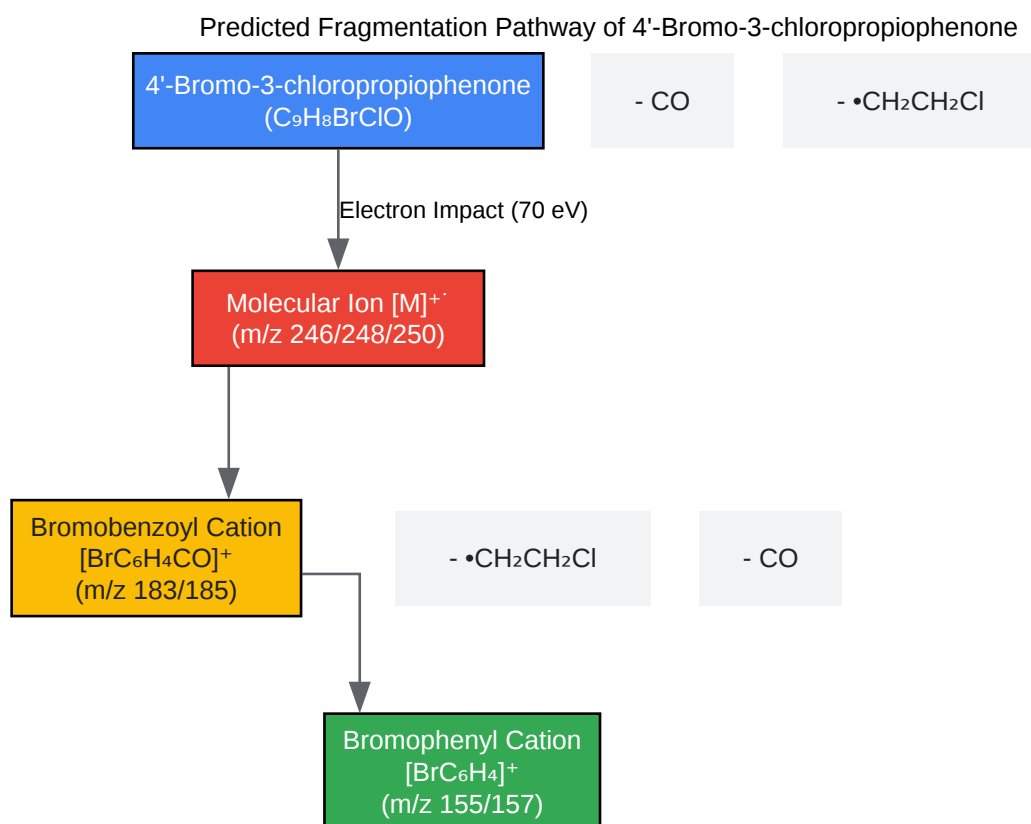 Predicted Fragmentation Pathway of 4'-Bromo-3-chloropropiophenone
4'-Bromo-3-chloropropiophenone
(C₉H₈BrClO)
- CO
- •CH₂CH₂Cl
Electron Impact (70 eV)
Molecular Ion [M]⁺˙
(m/z 246/248/250)
Bromobenzoyl Cation
[BrC₆H₄CO]⁺
(m/z 183/185)
- •CH₂CH₂Cl
- CO
Bromophenyl Cation
[BrC₆H₄]⁺
(m/z 155/157)